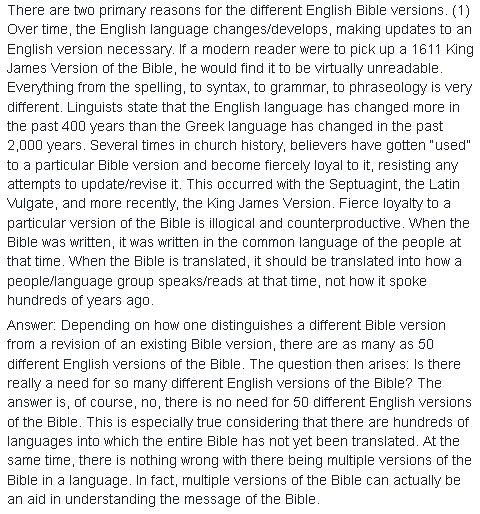 There are two primary reasons for the different English Bible versions. (1)
Over time, the English language changes/develops, making updates to an
English version necessary. If a modern reader were to pick up a 1611 King
James Version of the Bible, he would find it to be virtually unreadable.
Everything from the spelling, to syntax, to grammar, to phraseology is very
different. Linguists state that the English language has changed more in
the past 400 years than the Greek language has changed in the past
2,000 years. Several times in church history, believers have gotten "used"
to a particular Bible version and become fiercely loyal to it, resisting any
attempts to update/revise it. This occurred with the Septuagint, the Latin
Vulgate, and more recently, the King James Version. Fierce loyalty to a
particular version of the Bible is illogical and counterproductive. When the
Bible was written, it was written in the common language of the people at
that time. When the Bible is translated, it should be translated into how a
people/language group speaks/reads at that time, not how it spoke
hundreds of years ago.
Answer: Depending on how one distinguishes a different Bible version
from a revision of an existing Bible version, there are as many as 50
different English versions of the Bible. The question then arises: Is there
really a need for so many different English versions of the Bible? The
answer is, of course, no, there is no need for 50 different English versions
of the Bible. This is especially true considering that there are hundreds of
languages into which the entire Bible has not yet been translated. At the
same time, there is nothing wrong with there being multiple versions of the
Bible in a language. In fact, multiple versions of the Bible can actually be
an aid in understanding the message of the Bible.